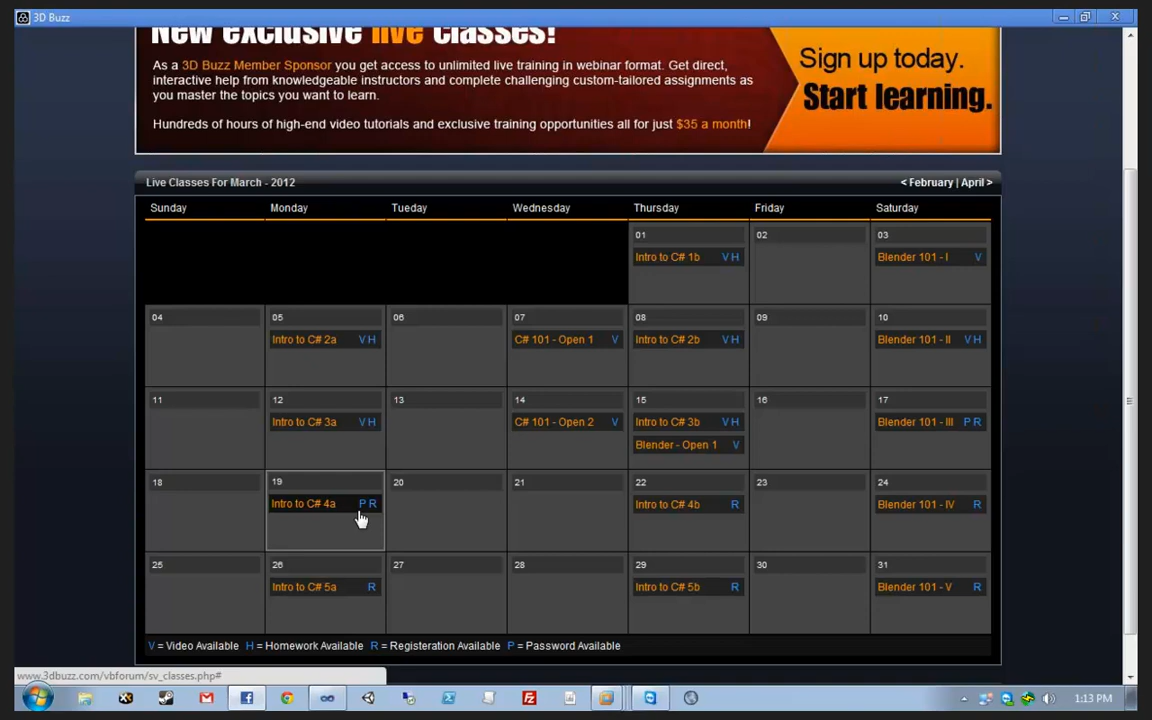 3D Buzz
New exclusive live classes!
As a 3D Buzz Member Sponsor you get access to unlimited live training in webinar format. Get direct,
interactive help from knowledgeable instructors and complete challenging custom-tailored assignments as
you master the topics you want to learn.
Hundreds of hours of high-end video tutorials and exclusive training opportunities all for just $35 a month!
Sign up today.
Start learning.
Live Classes For March - 2012
< February | April >
Sunday Monday Tueday Wednesday Thursday Friday Saturday
01 02 03
Intro to C# 1b V H Blender 101 - I V
04 05 06 07 08 09 10
Intro to C# 2a V H C# 101 - Open 1 V Intro to C# 2b V H Blender 101 - II V H
11 12 13 14 15 16 17
Intro to C# 3a V H C# 101 - Open 2 V Intro to C# 3b V H Blender 101 - III P R
Blender - Open 1 V
18 19 20 21 22 23 24
Intro to C# 4a P R Intro to C# 4b R Blender 101 - IV R
25 26 27 28 29 30 31
Intro to C# 5a R Intro to C# 5b R Blender 101 - V R
V = Video Available H = Homework Available R = Registeration Available P = Password Available
www.3dbuzz.com/vbforum/sv_classes.php#
1:13 PM